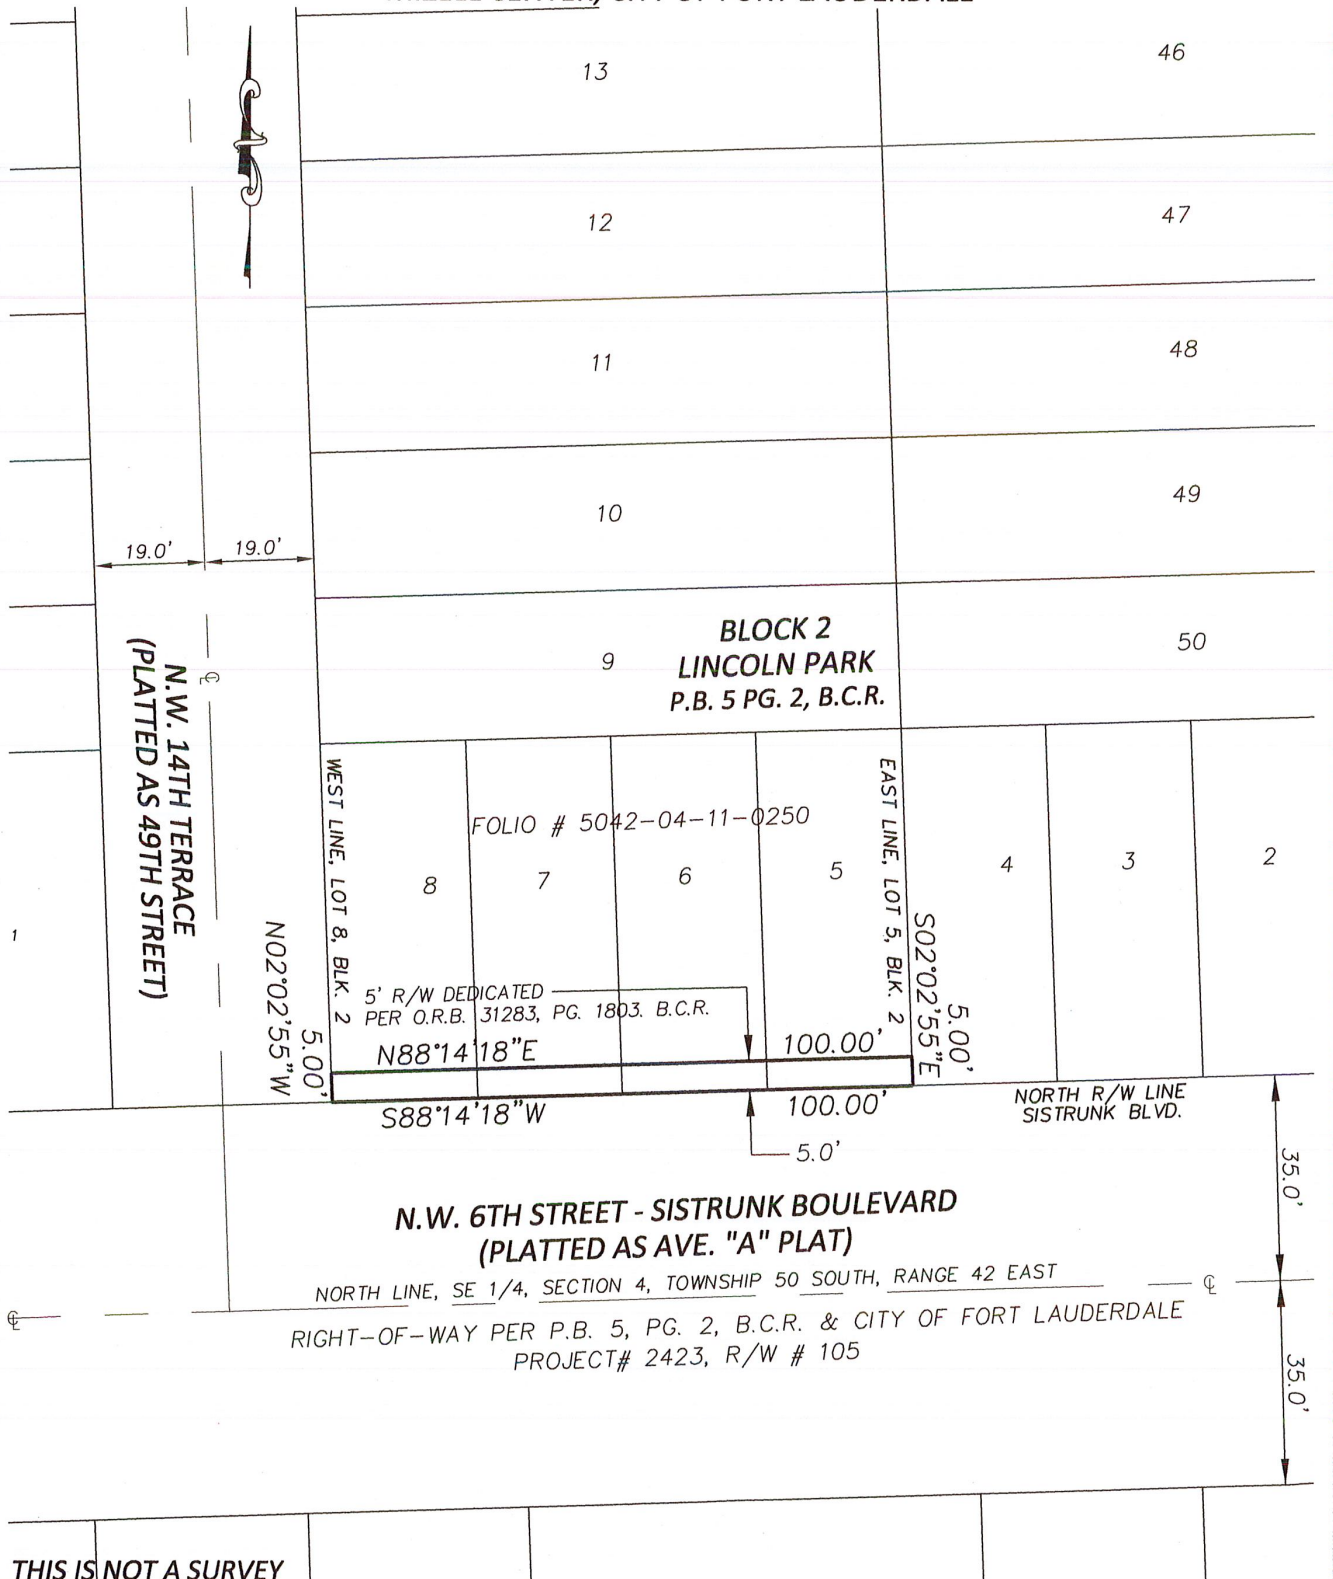 CITY OF FORT LAUDERDALE
13
46
12
47
11
48
10
49
19.0'
19.0'
BLOCK 2
LINCOLN PARK
P.B. 5 PG. 2, B.C.R.
9
50
N.W. 14TH TERRACE
(PLATTED AS 49TH STREET)
WEST LINE, LOT 8, BLK. 2
EAST LINE, LOT 5, BLK. 2
FOLIO # 5042-04-11-0250
8
7
6
5
4
3
2
1
N02°02'55"W
5.00'
S02°02'55"E
5.00'
5' R/W DEDICATED
PER O.R.B. 31283, PG. 1803. B.C.R.
N88°14'18"E
100.00'
S88°14'18"W
100.00'
5.0'
NORTH R/W LINE
SISTRUNK BLVD.
35.0'
N.W. 6TH STREET - SISTRUNK BOULEVARD
(PLATTED AS AVE. "A" PLAT)
NORTH LINE, SE 1/4, SECTION 4, TOWNSHIP 50 SOUTH, RANGE 42 EAST
RIGHT-OF-WAY PER P.B. 5, PG. 2, B.C.R. & CITY OF FORT LAUDERDALE
PROJECT# 2423, R/W # 105
35.0'
THIS IS NOT A SURVEY